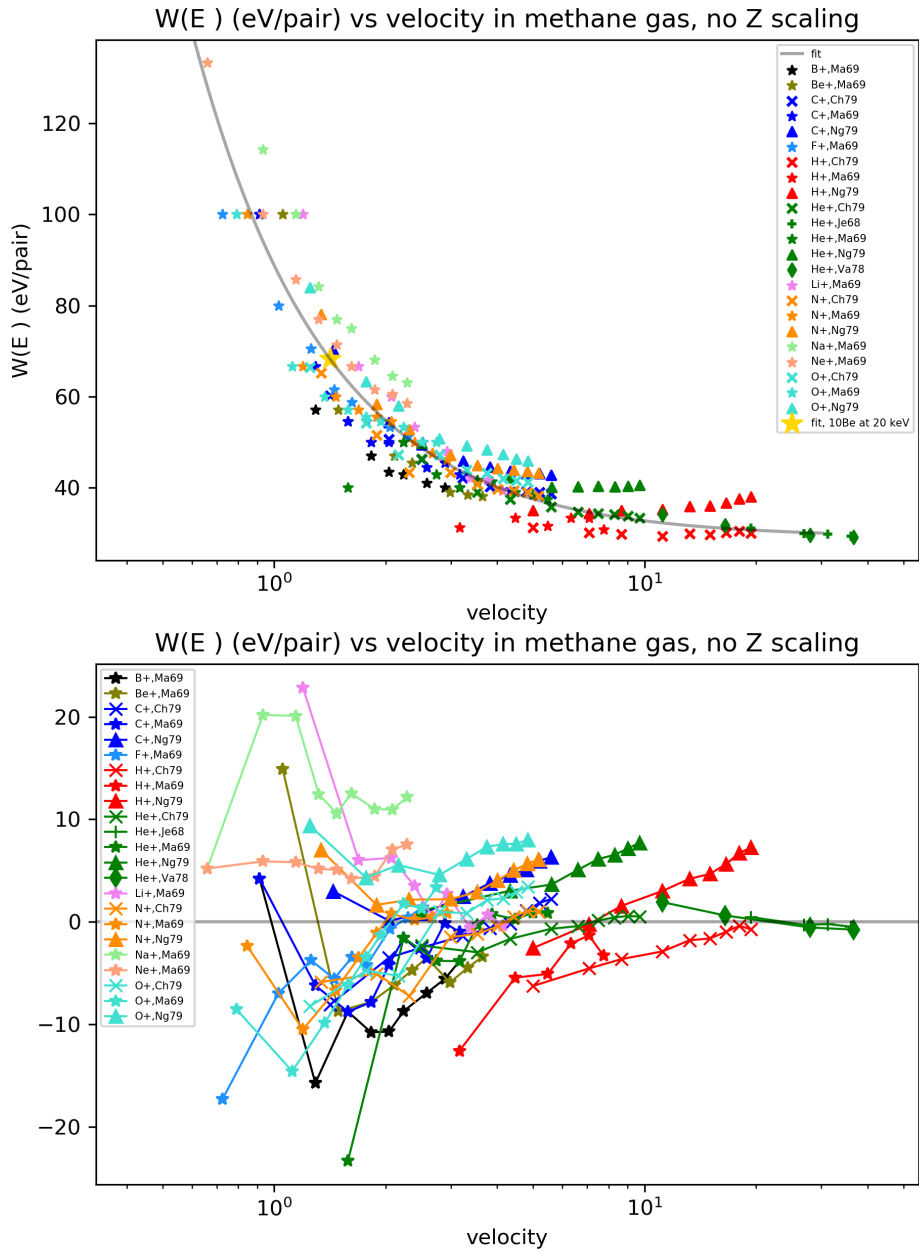 W(E ) (eV/pair) vs velocity in methane gas, no Z scaling
W(E ) (eV/pair)
120
100
80
60
40
fit
B+,Ma69
Be+,Ma69
C+,Ch79
C+,Ma69
C+,Ng79
F+,Ma69
H+,Ch79
H+,Ma69
H+,Ng79
He+,Ch79
He+,Je68
He+,Ma69
He+,Ng79
He+,Va78
Li+,Ma69
N+,Ch79
N+,Ma69
N+,Ng79
Na+,Ma69
Ne+,Ma69
O+,Ch79
O+,Ma69
O+,Ng79
fit, 10Be at 20 keV
10⁰ 10¹
velocity
W(E ) (eV/pair) vs velocity in methane gas, no Z scaling
20
10
0
−10
−20
B+,Ma69
Be+,Ma69
C+,Ch79
C+,Ma69
C+,Ng79
F+,Ma69
H+,Ch79
H+,Ma69
H+,Ng79
He+,Ch79
He+,Je68
He+,Ma69
He+,Ng79
He+,Va78
Li+,Ma69
N+,Ch79
N+,Ma69
N+,Ng79
Na+,Ma69
Ne+,Ma69
O+,Ch79
O+,Ma69
O+,Ng79
10⁰ 10¹
velocity